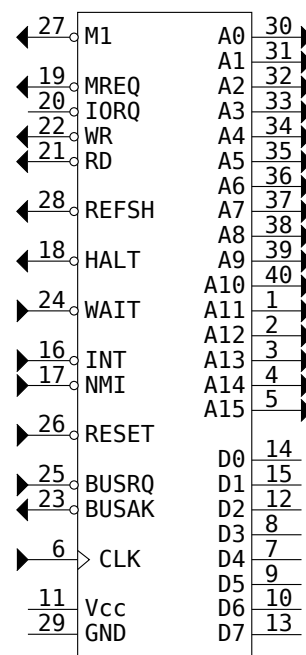 27 M1
19 MREQ
20 IORQ
22 WR
21 RD
28 REFSH
18 HALT
24 WAIT
16 INT
17 NMI
26 RESET
25 BUSRQ
23 BUSAK
6 CLK
11 Vcc
29 GND
A0 30
A1 31
A2 32
A3 33
A4 34
A5 35
A6 36
A7 37
A8 38
A9 39
A10 40
A11 1
A12 2
A13 3
A14 4
A15 5
D0 14
D1 15
D2 12
D3 8
D4 7
D5 9
D6 10
D7 13